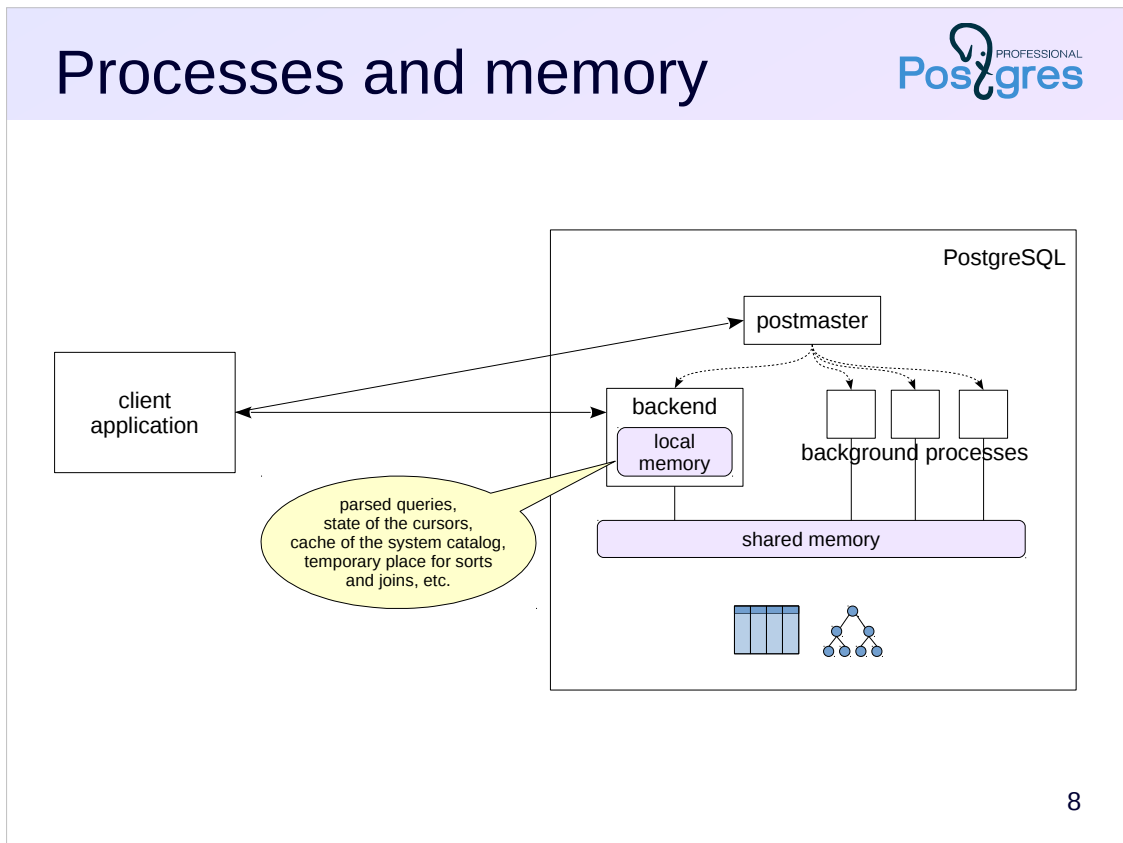 Processes and memory
PROFESSIONAL
Postgres
PostgreSQL
postmaster
client
application
backend
local
memory
background processes
parsed queries,
state of the cursors,
cache of the system catalog,
temporary place for sorts
and joins, etc.
shared memory
8